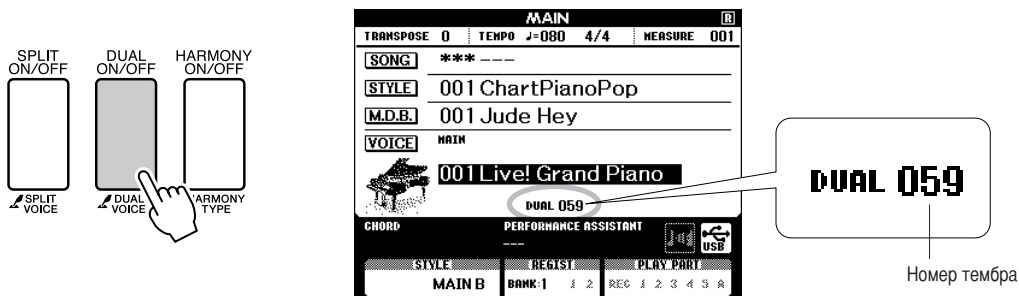 SPLIT ON/OFF
DUAL ON/OFF
HARMONY ON/OFF
SPLIT VOICE
DUAL VOICE
ARMONY TYPE
MAIN
R
TRANSPOSE 0 TEMPO ♩=080 4/4 MEASURE 001
SONG *** ---
STYLE 001 ChartPianoPop
M.D.B. 001 Jude Hey
VOICE MAIN
001 Live! Grand Piano
DUAL 059
CHORD PERFORMANCE ASSISTANT
---
USB
STYLE REGIST PLAY PART
MAIN B BANK:1 1 2 REC 1 2 3 4 5 A
DUAL 059
Номер тембра